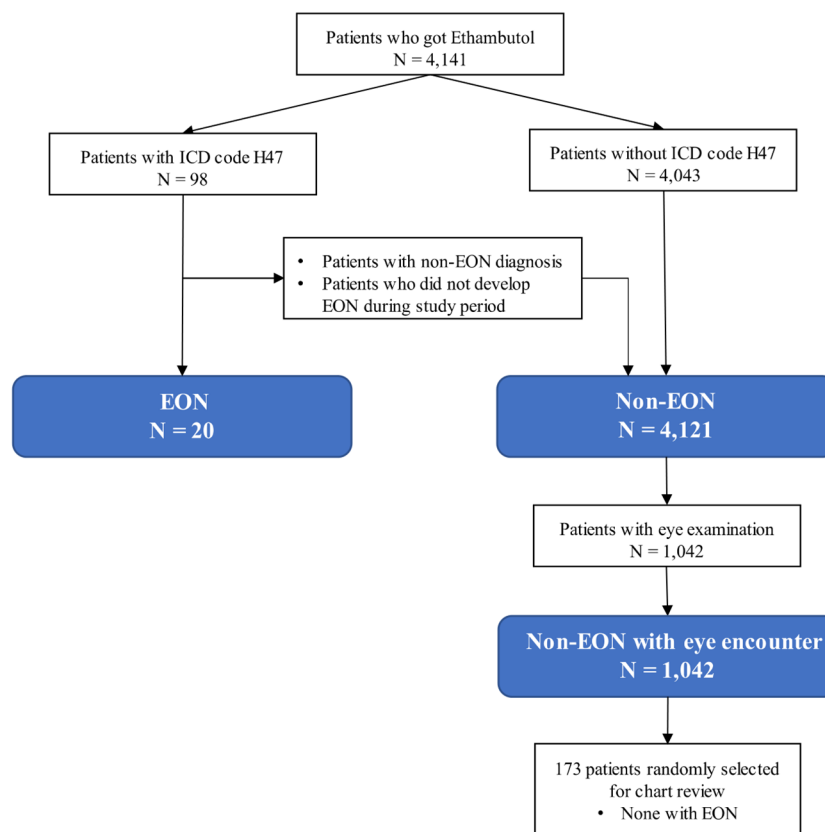 Patients who got Ethambutol
N = 4,141
Patients with ICD code H47
N = 98
Patients without ICD code H47
N = 4,043
• Patients with non-EON diagnosis
• Patients who did not develop
EON during study period
EON
N = 20
Non-EON
N = 4,121
Patients with eye examination
N = 1,042
Non-EON with eye encounter
N = 1,042
173 patients randomly selected
for chart review
• None with EON